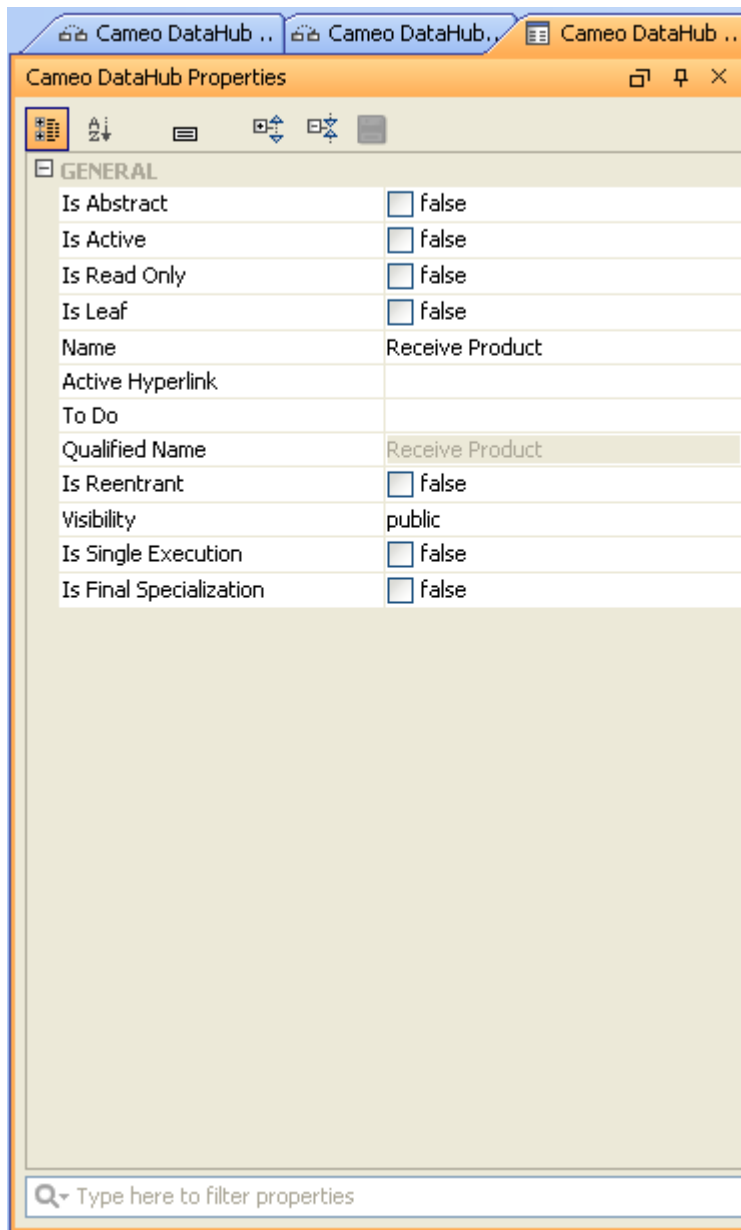 Cameo DataHub .. Cameo DataHub.. Cameo DataHub ..
Cameo DataHub Properties
GENERAL
Is Abstract false
Is Active false
Is Read Only false
Is Leaf false
Name Receive Product
Active Hyperlink
To Do
Qualified Name Receive Product
Is Reentrant false
Visibility public
Is Single Execution false
Is Final Specialization false
Type here to filter properties